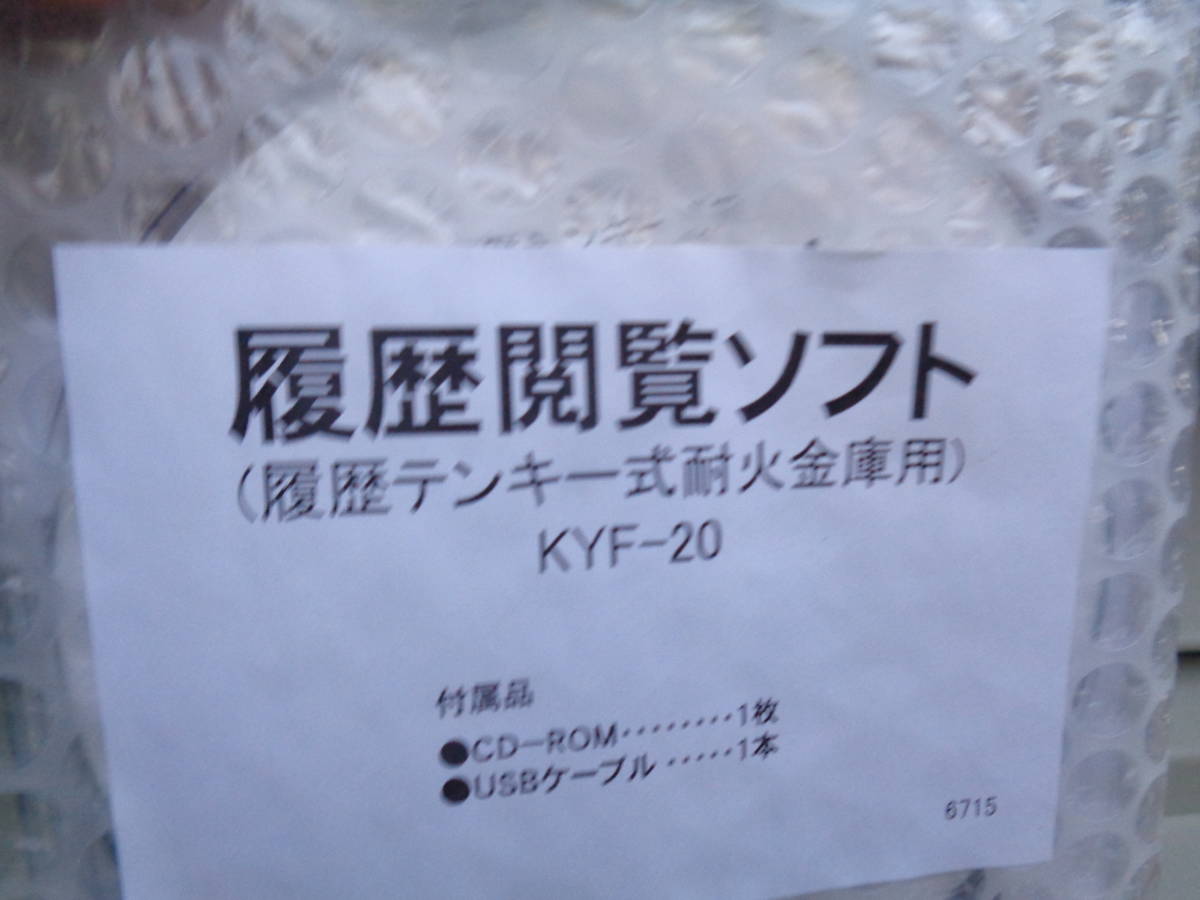 履歴閲覧ソフト
(履歴テンキー式耐火金庫用)
KYF-20
付属品
●CD-ROM········1枚
●USBケーブル ·····1本
6715